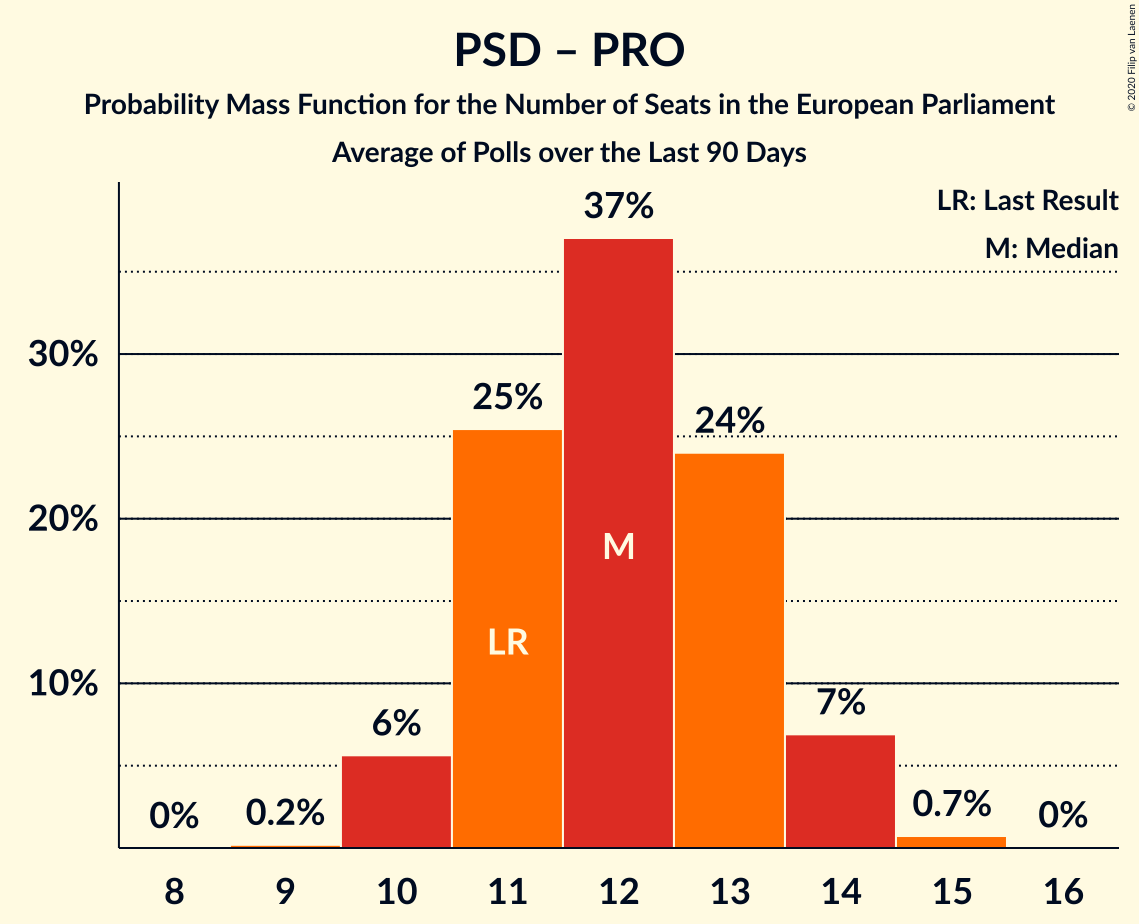 PSD – PRO
Probability Mass Function for the Number of Seats in the European Parliament
Average of Polls over the Last 90 Days
© 2020 Filip van Laenen
LR: Last Result
M: Median
37%
30%
25%
24%
20%
M
LR
10%
7%
6%
0%
0.2%
0.7%
0%
8 9 10 11 12 13 14 15 16